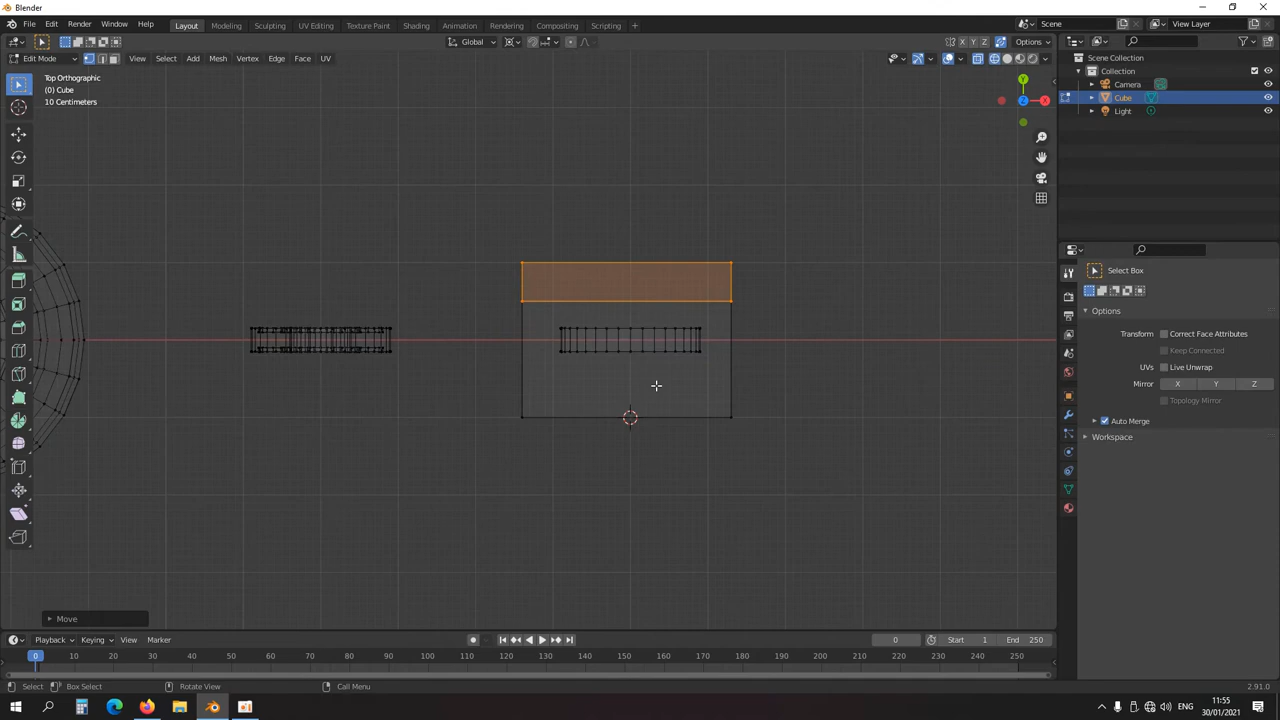 Blender
File Edit Render Window Help Layout Modeling Sculpting UV Editing Texture Paint Shading Animation Rendering Compositing Scripting + Scene View Layer
Global X Y Z Options
Edit Mode View Select Add Mesh Vertex Edge Face UV
Top Orthographic
(0) Cube
10 Centimeters
Y
Z X
Move
Scene Collection
Collection
Camera
Cube
Light
Select Box
Options
Transform Correct Face Attributes
Keep Connected
UVs Live Unwrap
Mirror X Y Z
Topology Mirror
Auto Merge
Workspace
Playback Keying View Marker 0 Start 1 End 250
0 10 20 30 40 50 60 70 80 90 100 110 120 130 140 150 160 170 180 190 200 210 220 230 240 250
Select Box Select Rotate View Call Menu 2.91.0
ENG 11:55
30/01/2021